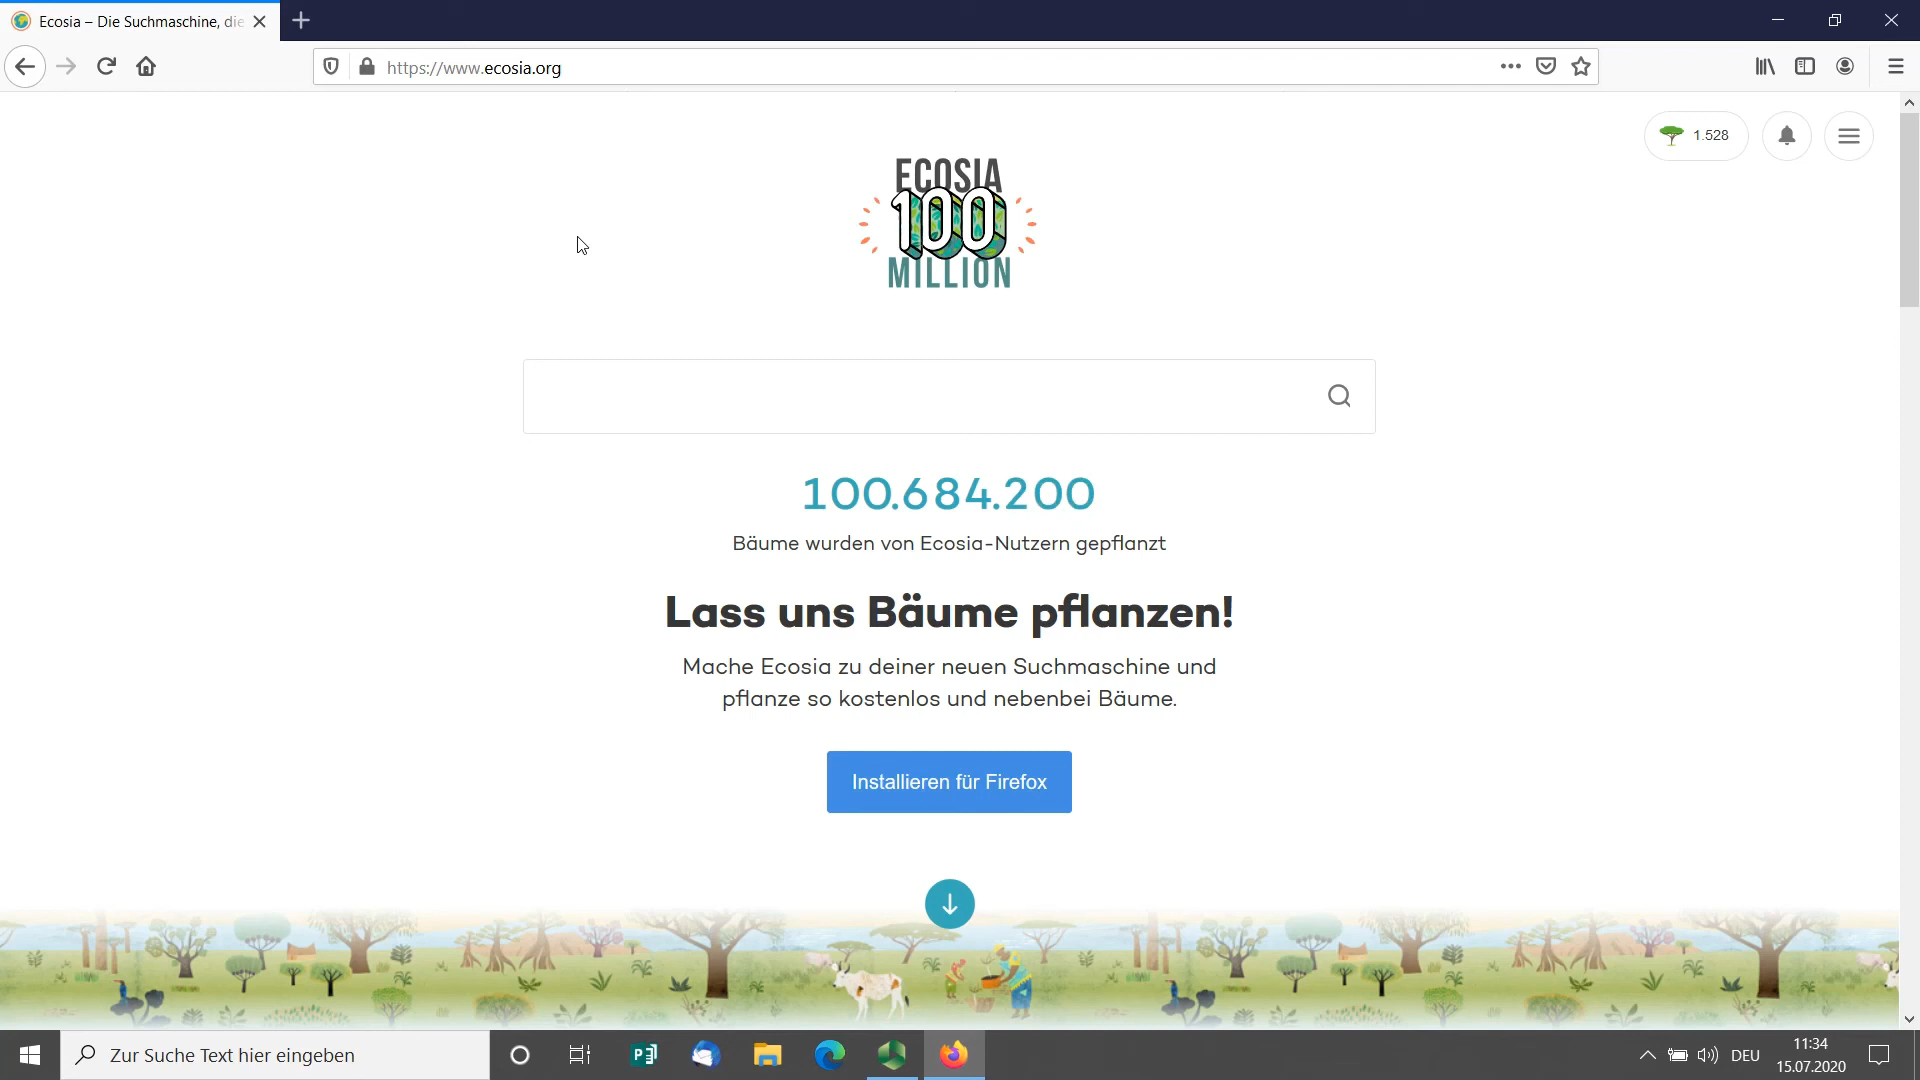 Ecosia – Die Suchmaschine, die
https://www.ecosia.org
1.528
ECOSIA
100
MILLION
100.684.200
Bäume wurden von Ecosia-Nutzern gepflanzt
Lass uns Bäume pflanzen!
Mache Ecosia zu deiner neuen Suchmaschine und
pflanze so kostenlos und nebenbei Bäume.
Installieren für Firefox
Zur Suche Text hier eingeben
DEU
11:34
15.07.2020